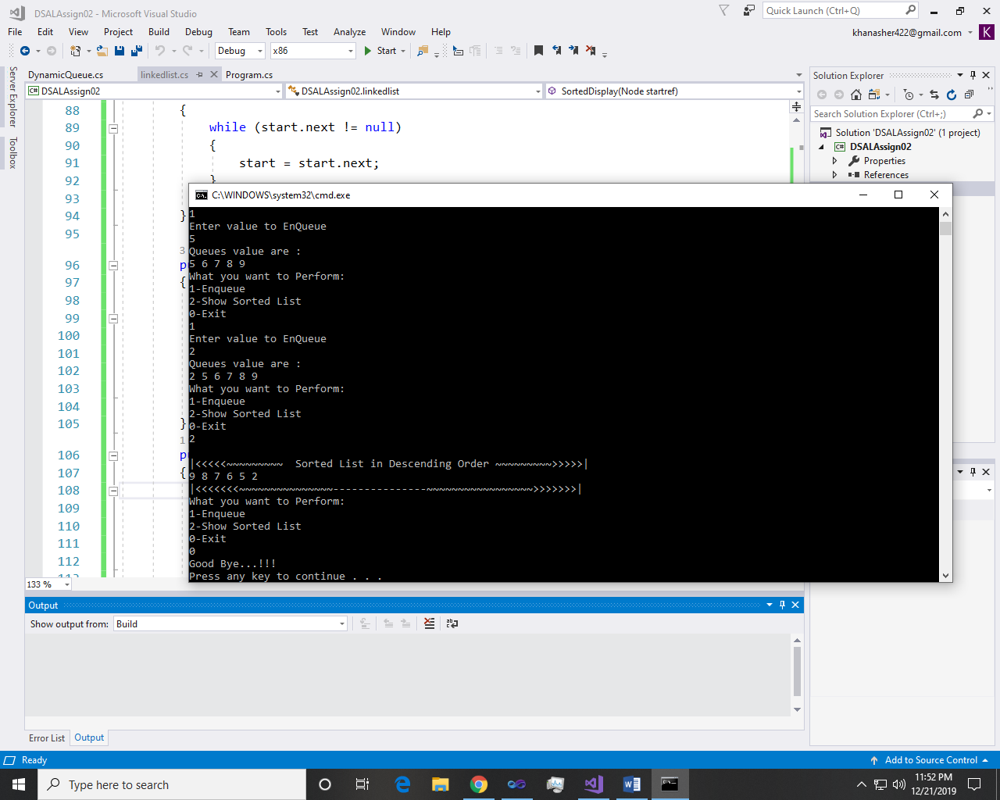 DSALAssign02 - Microsoft Visual Studio
Quick Launch (Ctrl+Q)
File Edit View Project Build Debug Team Tools Test Analyze Window Help
khanasher422@gmail.com K
Debug x86 Start
Server Explorer
Toolbox
DynamicQueue.cs linkedlist.cs Program.cs
C# DSALAssign02 DSALAssign02.linkedlist SortedDisplay(Node startref)
88 {
89 while (start.next != null)
90 {
91 start = start.next;
92 }
93
94 }
95
3
96 p
97 {
98
99
100
101
102
103
104
105 }
1
106 pu
107 {
108
109
110
111
112
113
133 %
C:\WINDOWS\system32\cmd.exe
1
Enter value to EnQueue
5
Queues value are :
5 6 7 8 9
What you want to Perform:
1-Enqueue
2-Show Sorted List
0-Exit
1
Enter value to EnQueue
2
Queues value are :
2 5 6 7 8 9
What you want to Perform:
1-Enqueue
2-Show Sorted List
0-Exit
2
|<<<<<~~~~~~~~~  Sorted List in Descending Order ~~~~~~~~~>>>>>|
9 8 7 6 5 2
|<<<<<<<~~~~~~~~~~~~~~~---------------~~~~~~~~~~~~~~~~~>>>>>>>|
What you want to Perform:
1-Enqueue
2-Show Sorted List
0-Exit
0
Good Bye...!!!
Press any key to continue . . .
Solution Explorer
Search Solution Explorer (Ctrl+;)
Solution 'DSALAssign02' (1 project)
C# DSALAssign02
Properties
References
Output
Show output from: Build
Error List Output
Ready
Add to Source Control
Type here to search
11:52 PM
12/21/2019